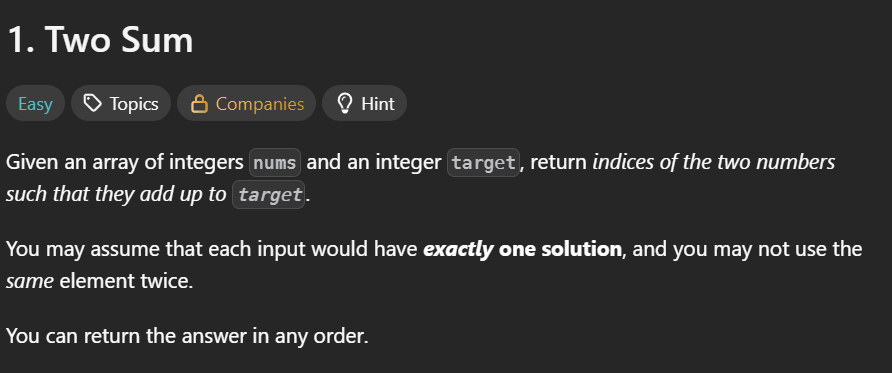 1. Two Sum
Easy Topics Companies Hint
Given an array of integers nums and an integer target, return indices of the two numbers
such that they add up to target.
You may assume that each input would have exactly one solution, and you may not use the
same element twice.
You can return the answer in any order.